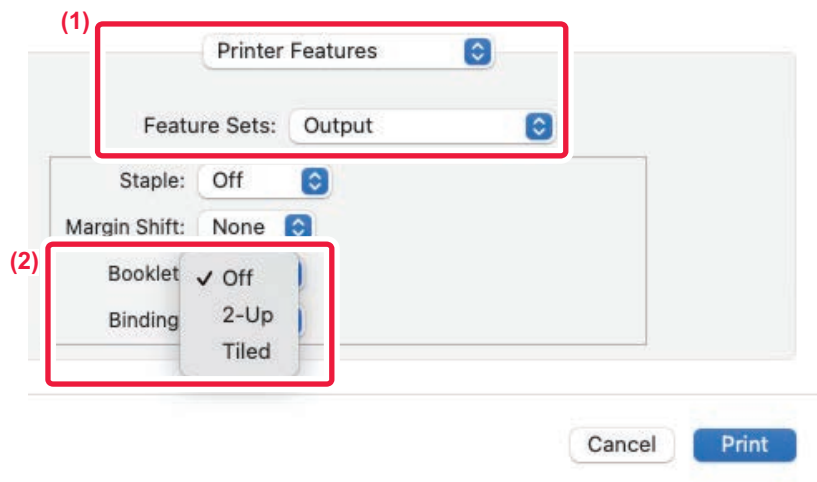 (1)
Printer Features
Feature Sets: Output
Staple: Off
Margin Shift: None
(2)
Booklet ✓ Off
Binding 2-Up
Tiled
Cancel Print